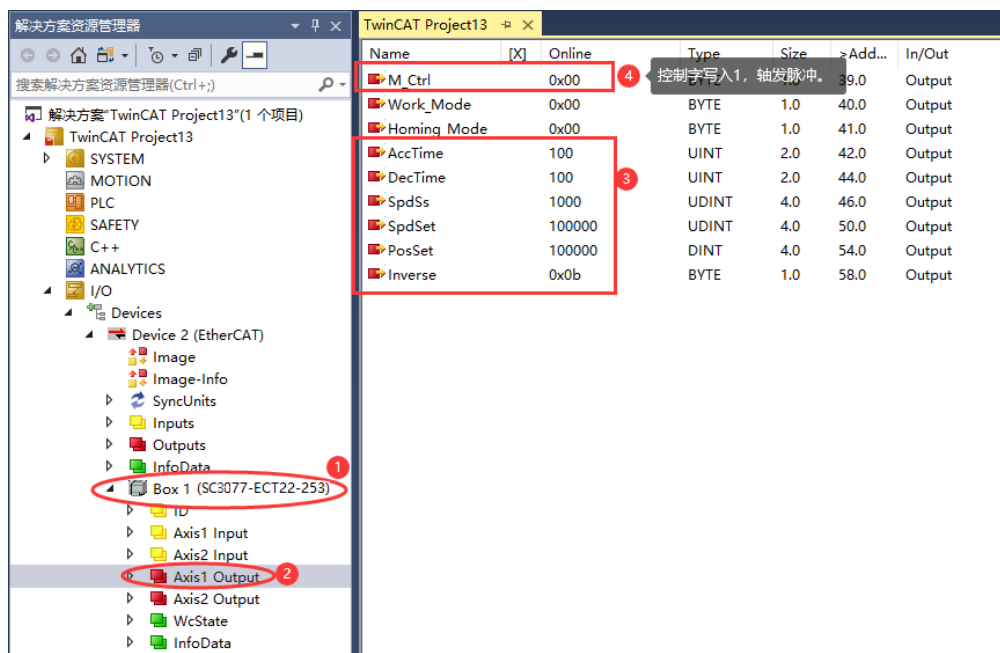 解决方案资源管理器
搜索解决方案资源管理器(Ctrl+;)
解决方案"TwinCAT Project13"(1 个项目)
TwinCAT Project13
SYSTEM
MOTION
PLC
SAFETY
C++
ANALYTICS
I/O
Devices
Device 2 (EtherCAT)
Image
Image-Info
SyncUnits
Inputs
Outputs
InfoData
1
Box 1 (SC3077-ECT22-253)
ID
Axis1 Input
Axis2 Input
Axis1 Output 2
Axis2 Output
WcState
InfoData
TwinCAT Project13
Name [X] Online Type Size >Add... In/Out
M_Ctrl 0x00 4 控制字写入1，轴发脉冲。 39.0 Output
Work_Mode 0x00 BYTE 1.0 40.0 Output
Homing Mode 0x00 BYTE 1.0 41.0 Output
AccTime 100 UINT 2.0 42.0 Output
DecTime 100 3 UINT 2.0 44.0 Output
SpdSs 1000 UDINT 4.0 46.0 Output
SpdSet 100000 UDINT 4.0 50.0 Output
PosSet 100000 DINT 4.0 54.0 Output
Inverse 0x0b BYTE 1.0 58.0 Output